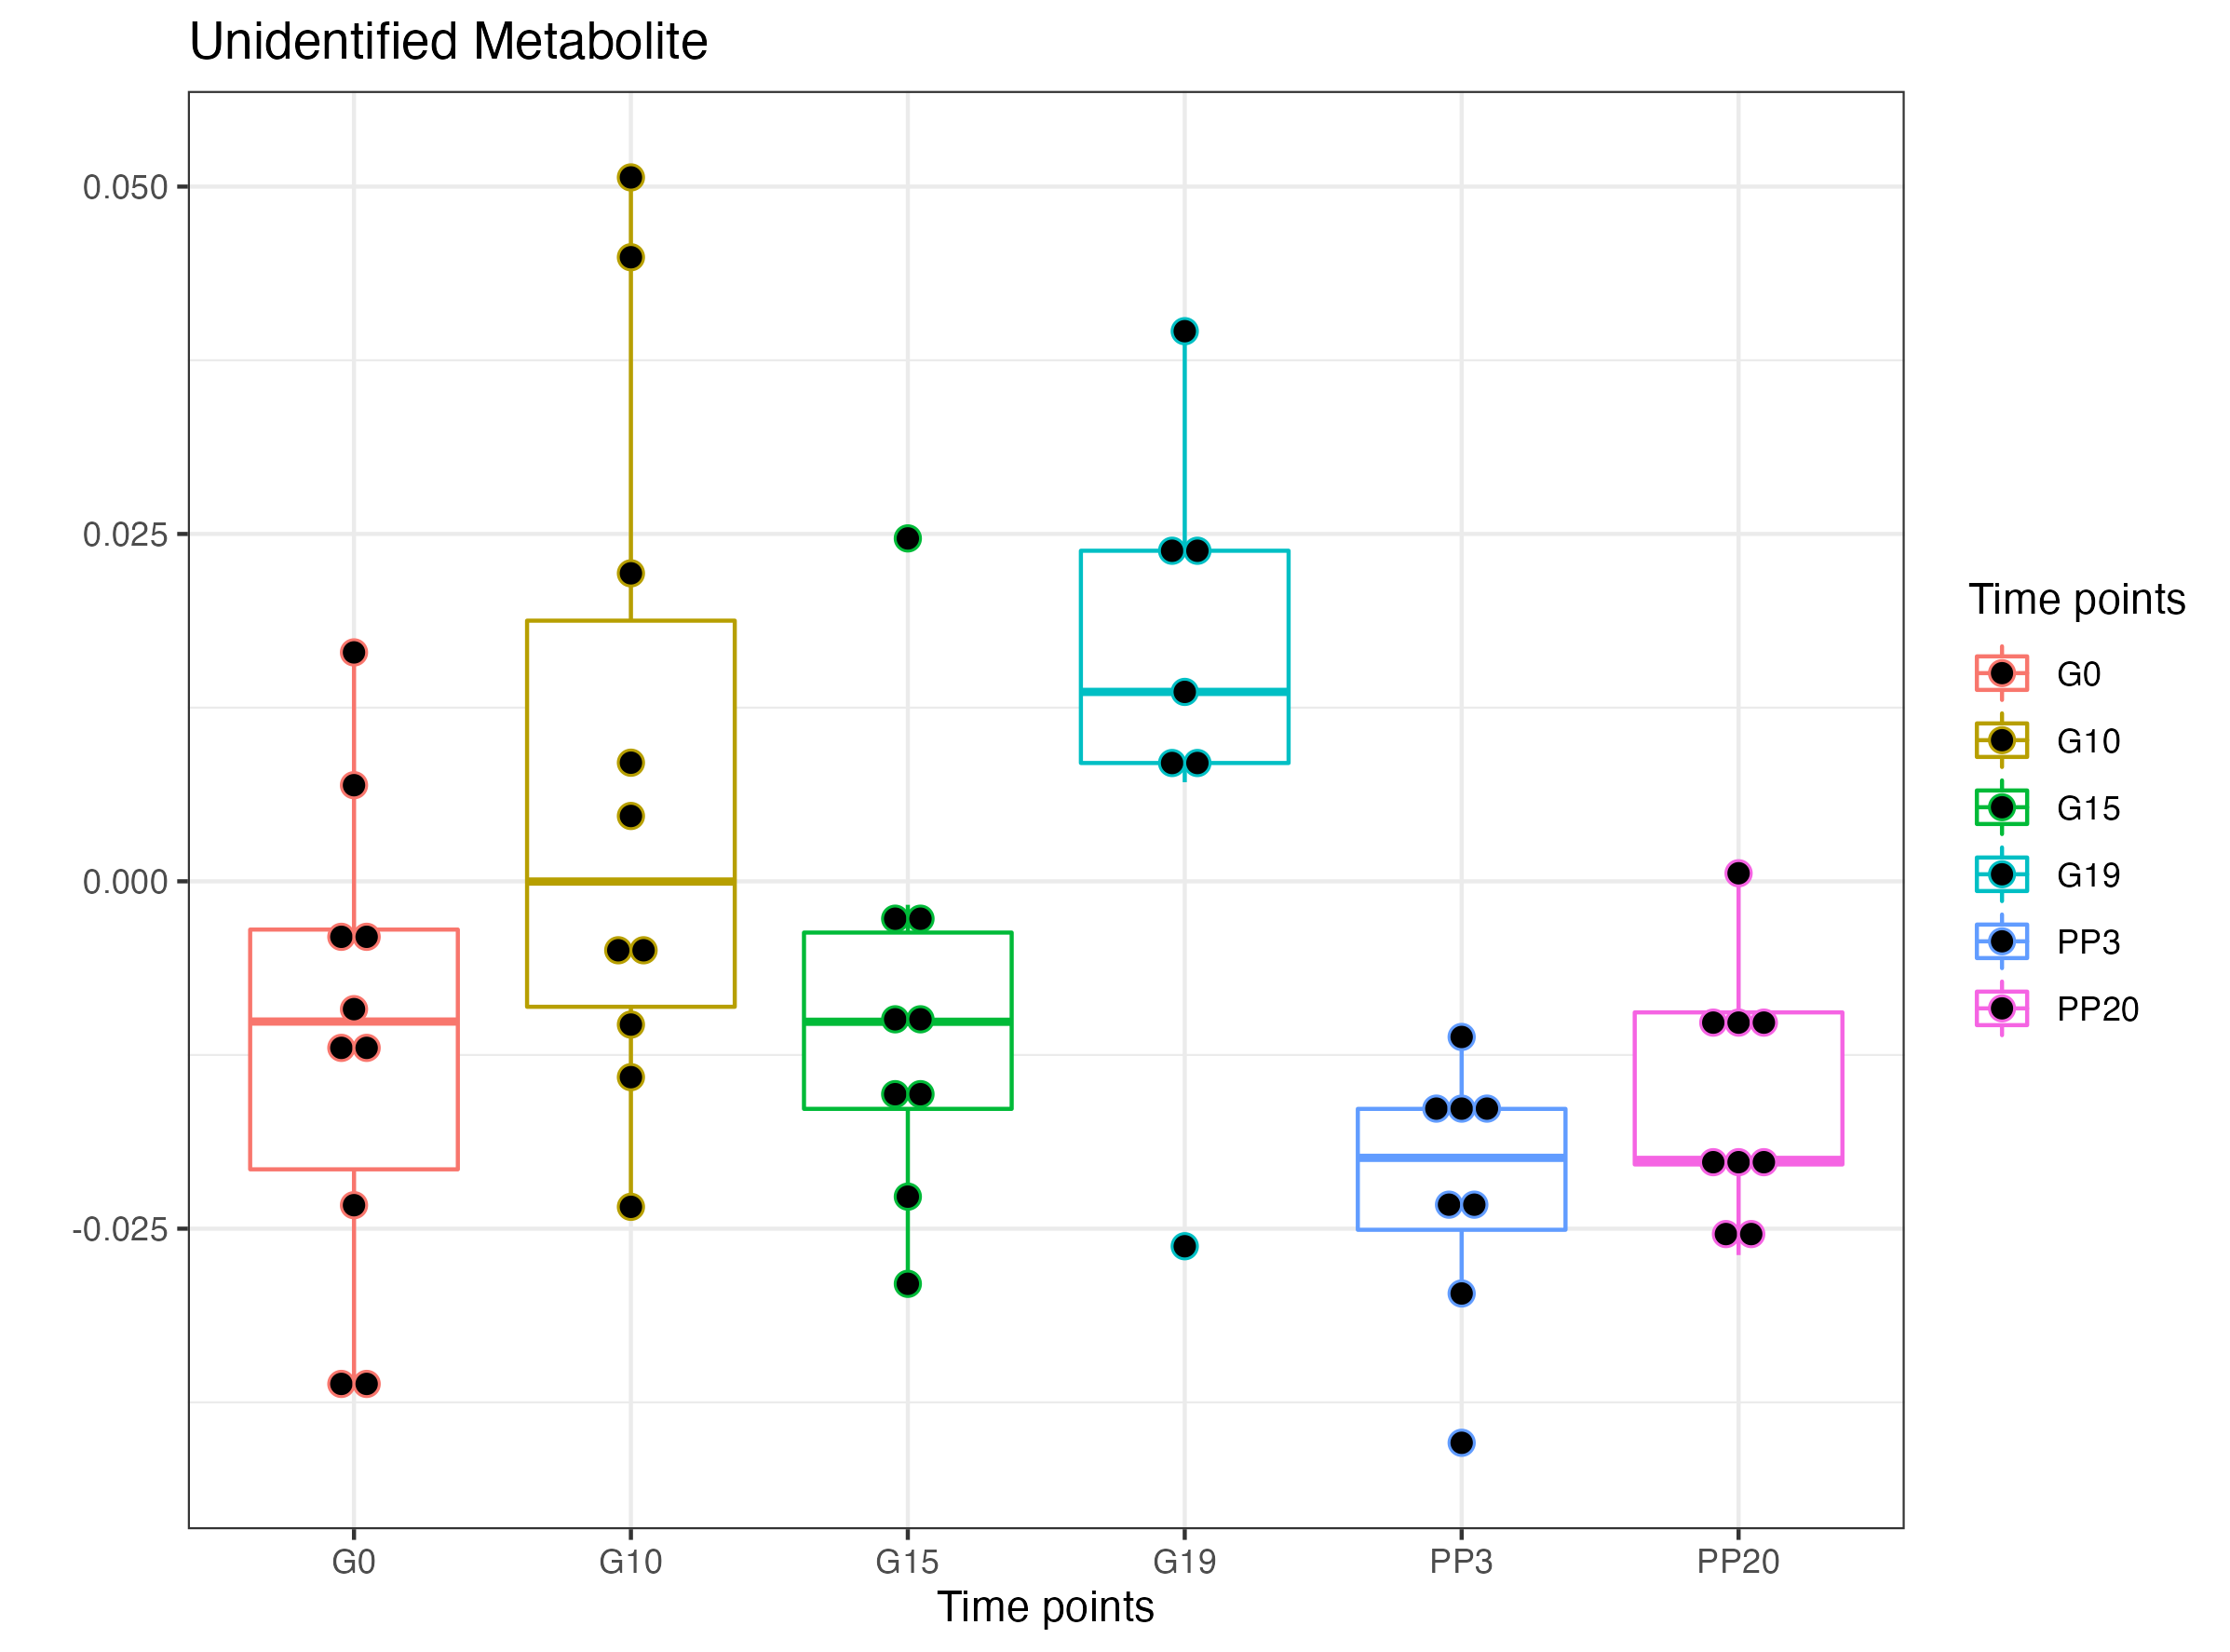 Unidentified Metabolite
0.050
0.025
0.000
-0.025
G0 G10 G15 G19 PP3 PP20
Time points
Time points
G0
G10
G15
G19
PP3
PP20